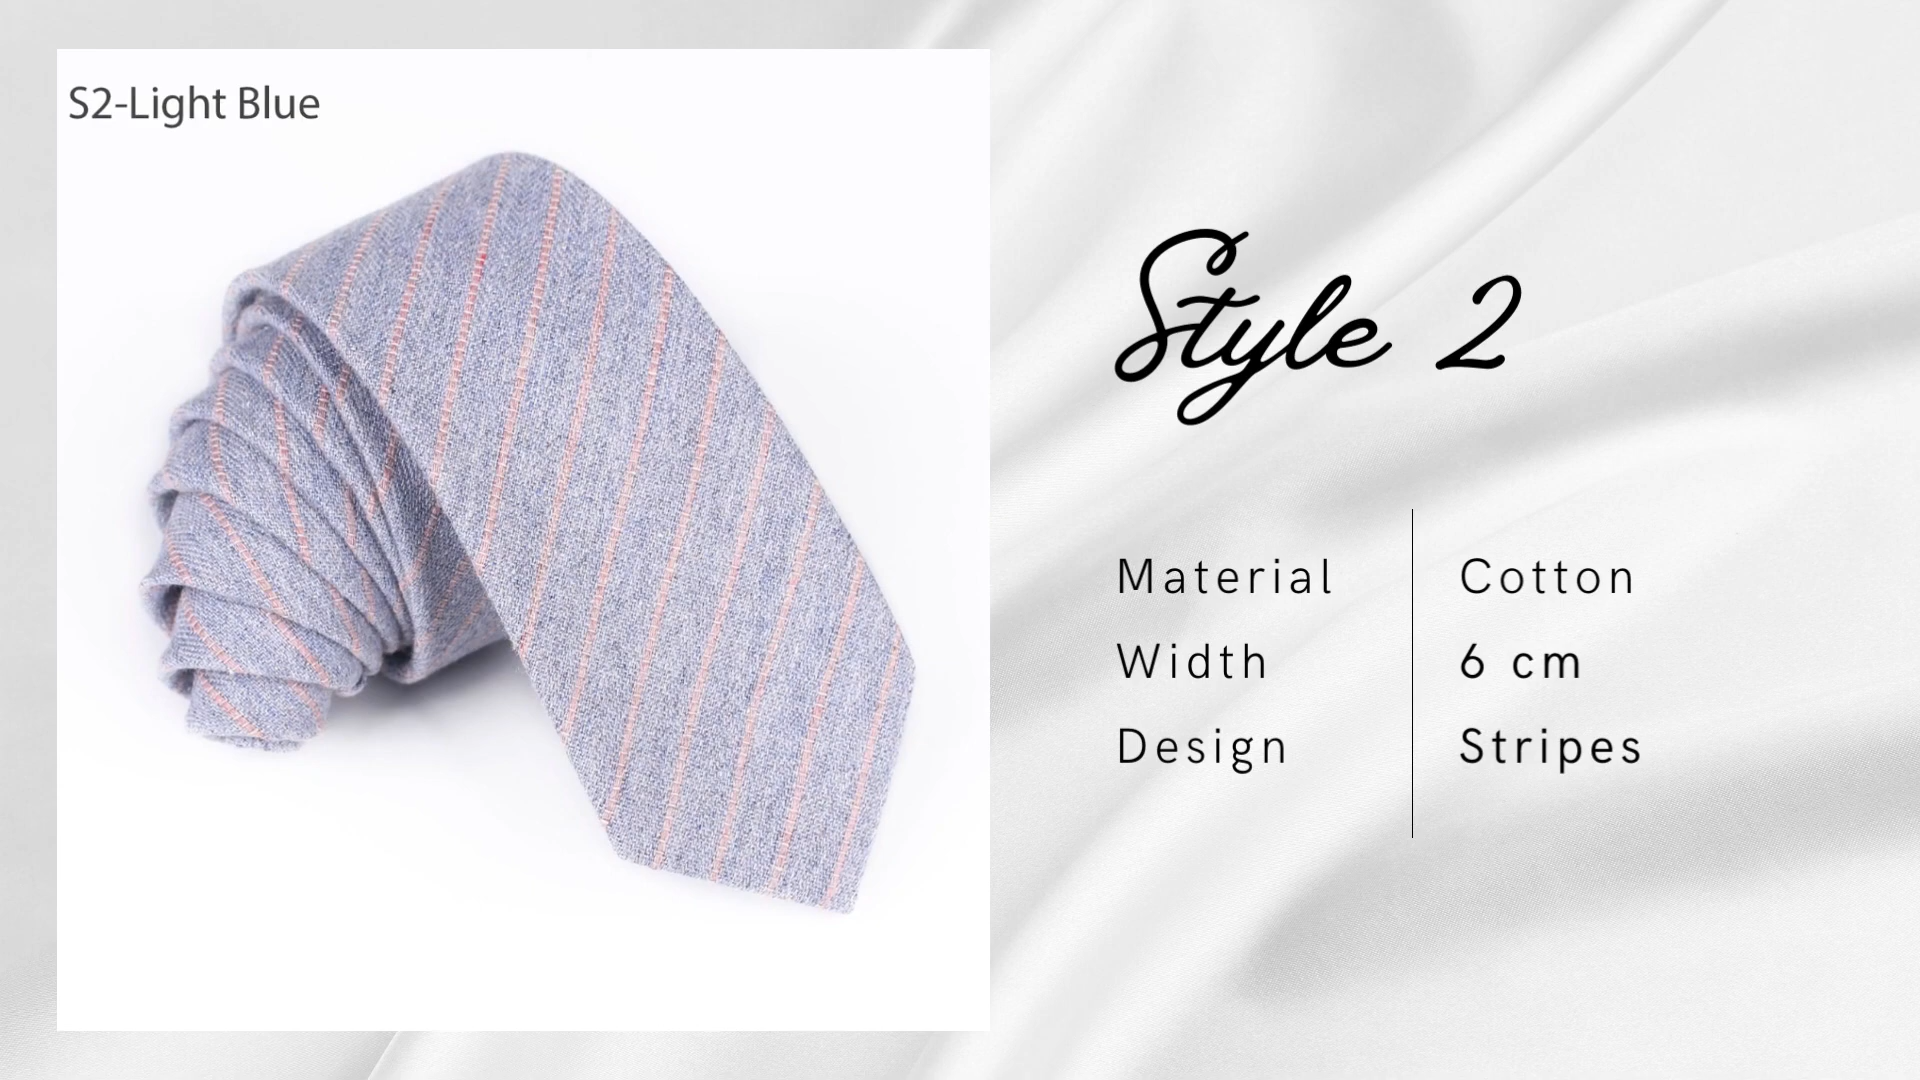 S2-Light Blue
Style 2
Material Cotton
Width 6 cm
Design Stripes